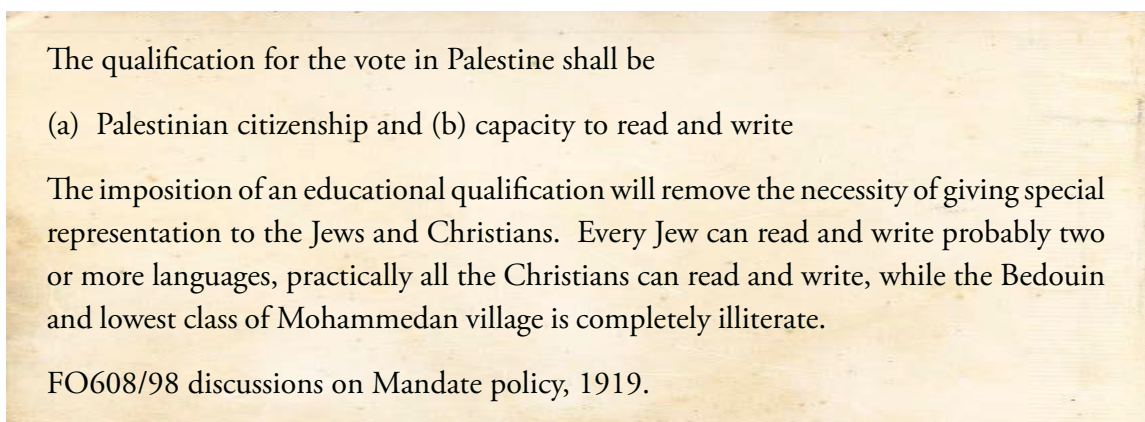 The qualification for the vote in Palestine shall be
(a) Palestinian citizenship and (b) capacity to read and write
The imposition of an educational qualification will remove the necessity of giving special
representation to the Jews and Christians. Every Jew can read and write probably two
or more languages, practically all the Christians can read and write, while the Bedouin
and lowest class of Mohammedan village is completely illiterate.
FO608/98 discussions on Mandate policy, 1919.